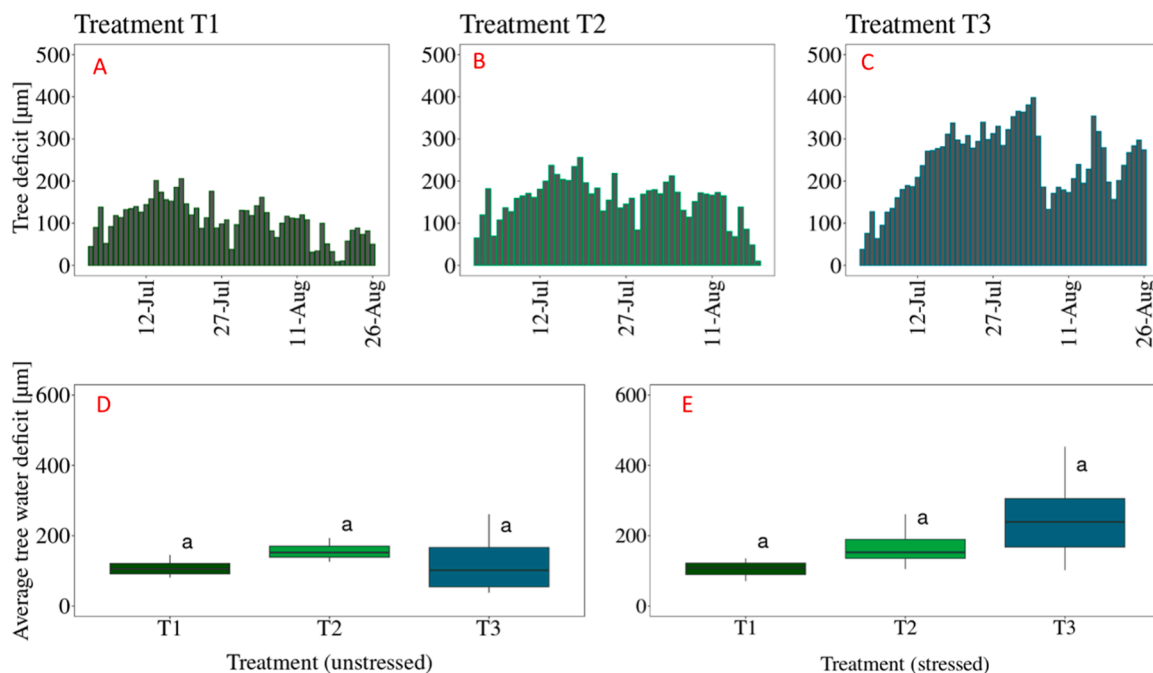 Treatment T1
Treatment T2
Treatment T3
Tree deficit [µm]
500
400
300
200
100
0
A
12-Jul
27-Jul
11-Aug
26-Aug
500
400
300
200
100
0
B
12-Jul
27-Jul
11-Aug
500
400
300
200
100
0
C
12-Jul
27-Jul
11-Aug
26-Aug
Average tree water deficit [µm]
600
400
200
0
D
a
a
a
T1
T2
T3
Treatment (unstressed)
600
400
200
0
E
a
a
a
T1
T2
T3
Treatment (stressed)